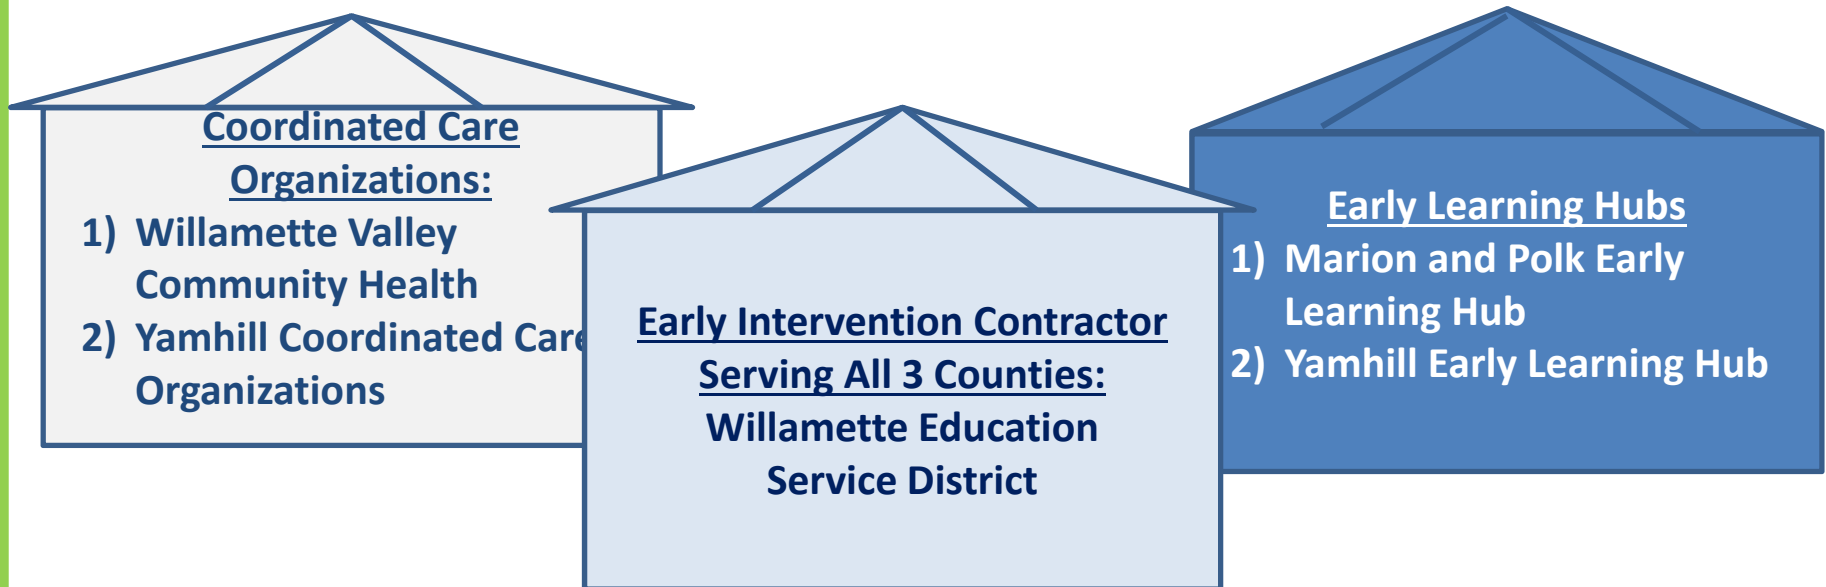 Coordinated Care
Organizations:
1) Willamette Valley
Community Health
2) Yamhill Coordinated Care
Organizations
Early Intervention Contractor
Serving All 3 Counties:
Willamette Education
Service District
Early Learning Hubs
1) Marion and Polk Early
Learning Hub
2) Yamhill Early Learning Hub